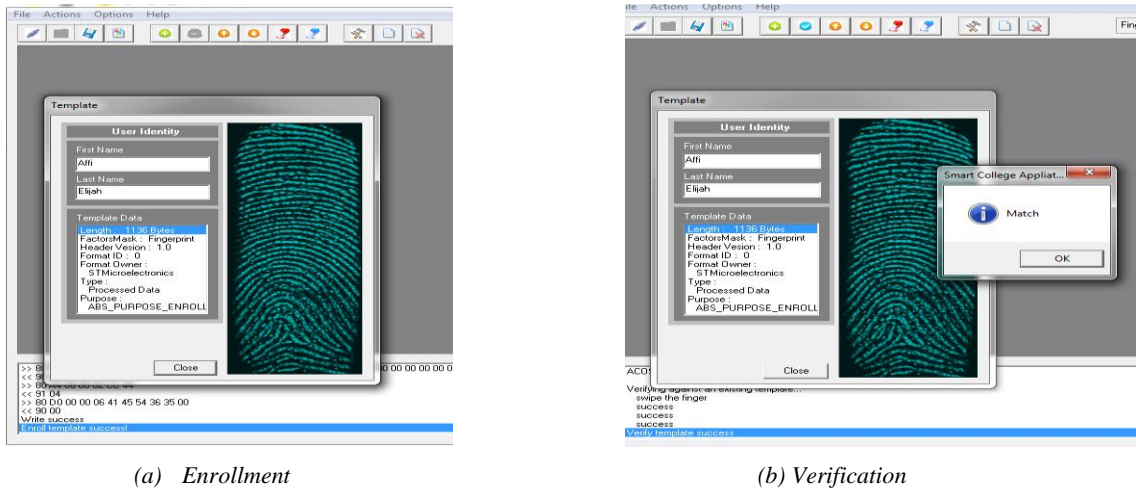 File Actions Options Help
Template
User Identity
First Name
Affi
Last Name
Elijah
Template Data
Length : 1136 Bytes
FactorsMask : Fingerprint
Header Vesion : 1.0
Format ID : 0
Format Owner :
STMicroelectronics
Type :
Processed Data
Purpose :
ABS_PURPOSE_ENROLL
Close
<< 91 04
>> 80 D0 00 00 06 41 45 54 36 35 00
<< 90 00
Write success
Enroll template success!
(a) Enrollment
File Actions Options Help
Template
User Identity
First Name
Affi
Last Name
Elijah
Template Data
Length : 1136 Bytes
FactorsMask : Fingerprint
Header Vesion : 1.0
Format ID : 0
Format Owner :
STMicroelectronics
Type :
Processed Data
Purpose :
ABS_PURPOSE_ENROLL
Close
Smart College Appliat...
Match
OK
Verifying against an existing template...
swipe the finger
success
success
success
Verify template success
(b) Verification